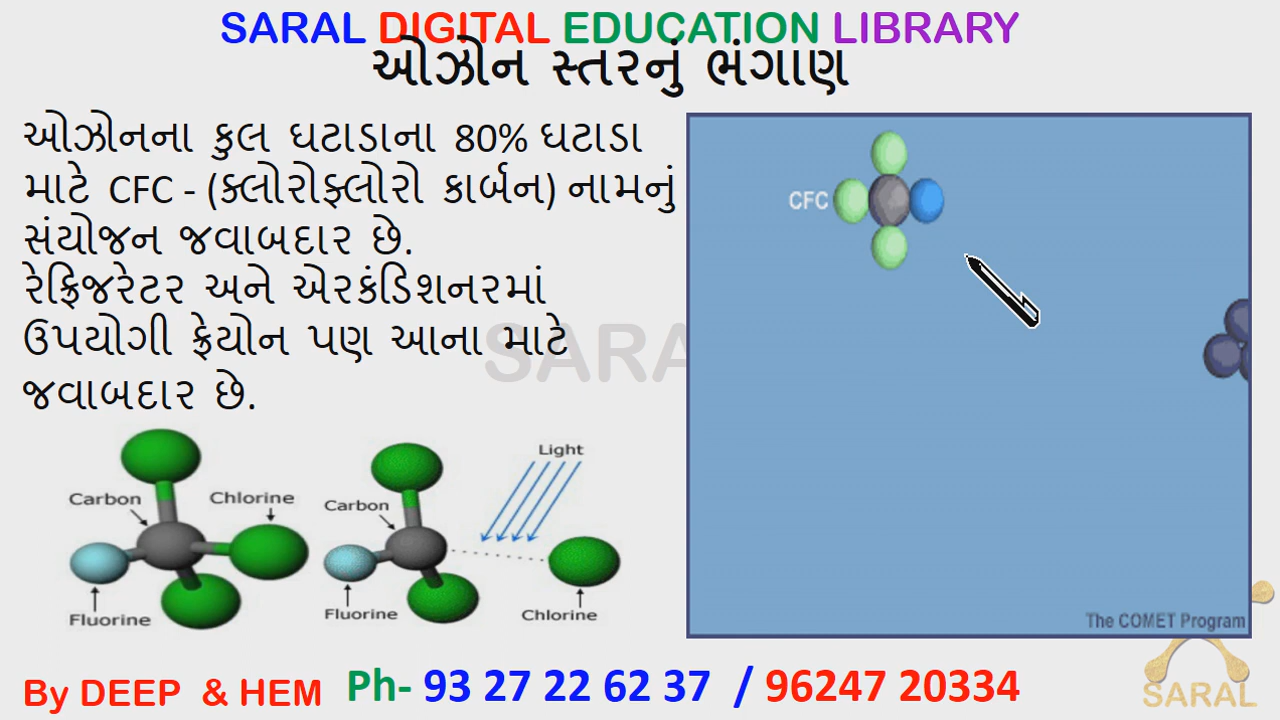 SARAL DIGITAL EDUCATION LIBRARY
ઓઝોન સ્તરનું ભંગાણ
ઓઝોનના કુલ ઘટાડાના 80% ઘટાડા
માટે CFC - (ક્લોરોફ્લોરો કાર્બન) નામનું
સંયોજન જવાબદાર છે.
રેફ્રિજરેટર અને એરકંડિશનરમાં
ઉપયોગી ફ્રેયોન પણ આના માટે
જવાબદાર છે.
SARA
CFC
Carbon
Chlorine
Fluorine
Light
Carbon
Fluorine
Chlorine
The COMET Program
SARAL
By DEEP & HEM
Ph- 93 27 22 62 37 / 96247 20334